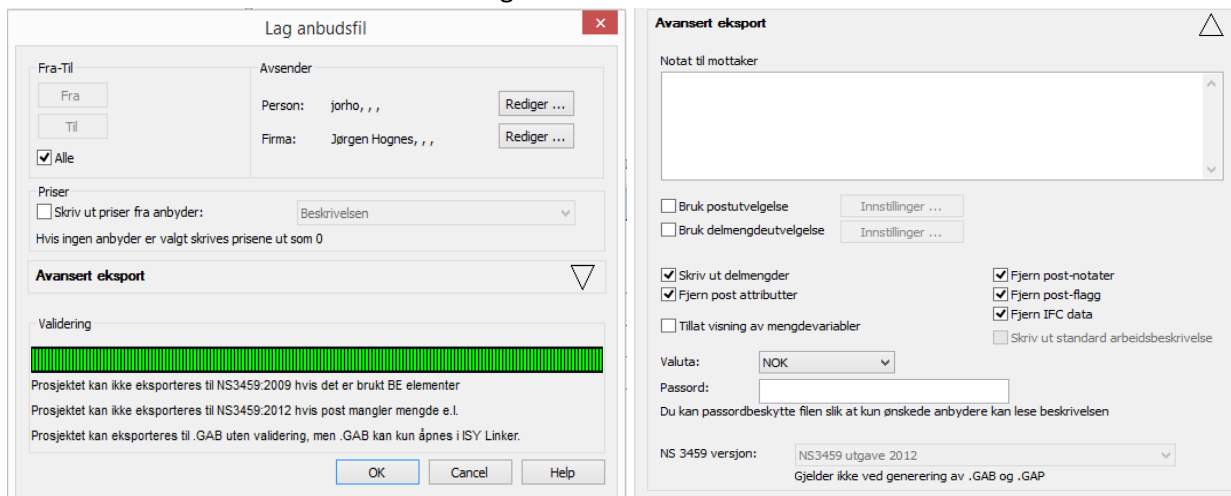 Lag anbudsfil
Fra-Til
Fra
Til
Alle
Avsender
Person: jorho, , , Rediger ...
Firma: Jørgen Hognes, , , Rediger ...
Priser
Skriv ut priser fra anbyder: Beskrivelsen
Hvis ingen anbyder er valgt skrives prisene ut som 0
Avansert eksport
Validering
Prosjektet kan ikke eksporteres til NS3459:2009 hvis det er brukt BE elementer
Prosjektet kan ikke eksporteres til NS3459:2012 hvis post mangler mengde e.l.
Prosjektet kan eksporteres til .GAB uten validering, men .GAB kan kun åpnes i ISY Linker.
OK Cancel Help
Avansert eksport
Notat til mottaker
Bruk postutvelgelse Innstillinger ...
Bruk delmengdeutvelgelse Innstillinger ...
Skriv ut delmengder
Fjern post attributter
Tillat visning av mengdevariabler
Fjern post-notater
Fjern post-flagg
Fjern IFC data
Skriv ut standard arbeidsbeskrivelse
Valuta: NOK
Passord:
Du kan passordbeskytte filen slik at kun ønskede anbydere kan lese beskrivelsen
NS 3459 versjon: NS3459 utgave 2012
Gjelder ikke ved generering av .GAB og .GAP